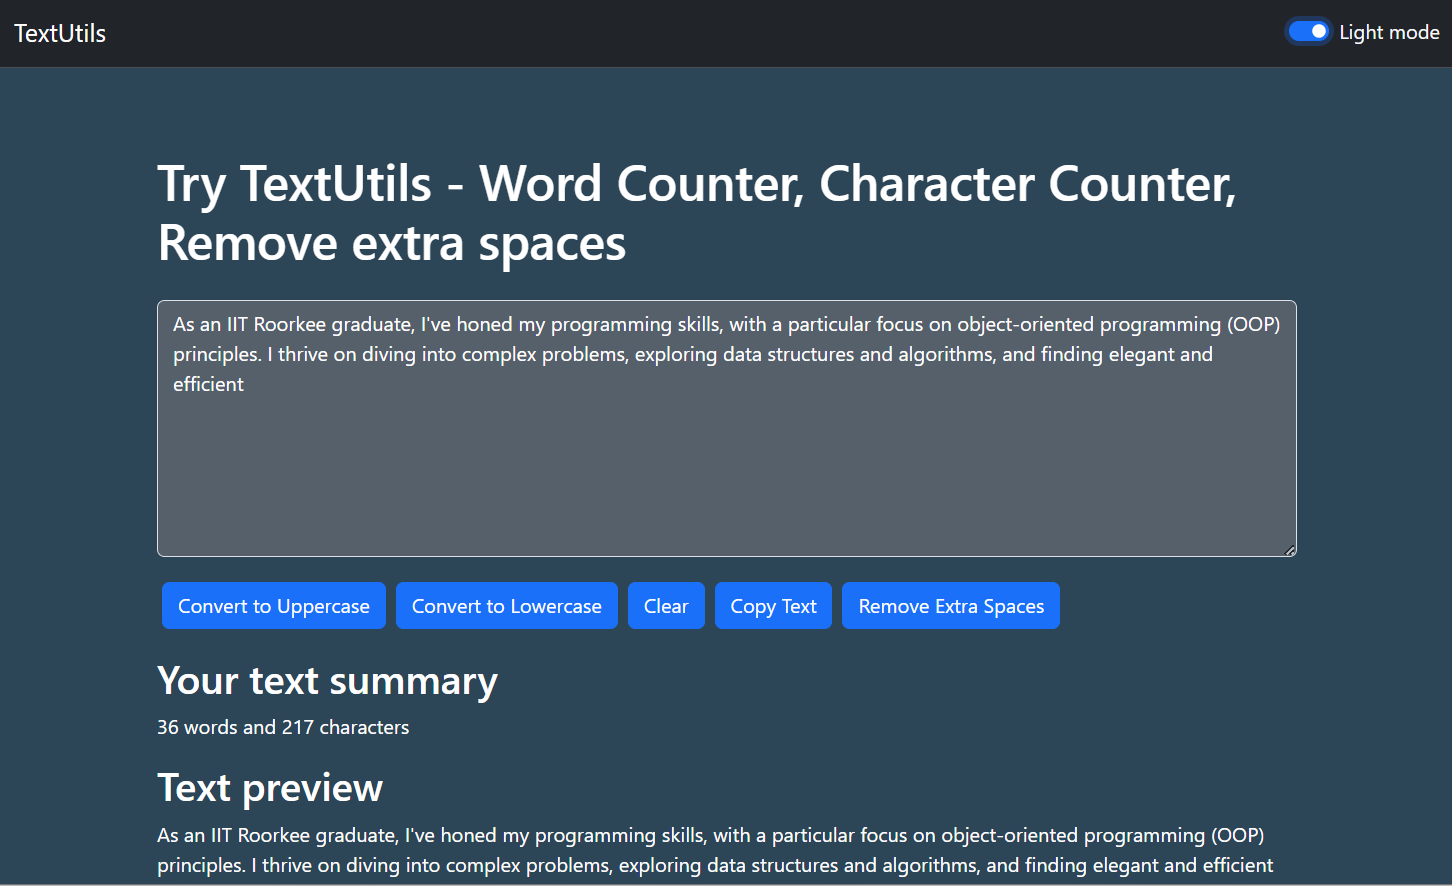 TextUtils
Light mode
Try TextUtils - Word Counter, Character Counter,
Remove extra spaces
As an IIT Roorkee graduate, I've honed my programming skills, with a particular focus on object-oriented programming (OOP)
principles. I thrive on diving into complex problems, exploring data structures and algorithms, and finding elegant and
efficient
Convert to Uppercase
Convert to Lowercase
Clear
Copy Text
Remove Extra Spaces
Your text summary
36 words and 217 characters
Text preview
As an IIT Roorkee graduate, I've honed my programming skills, with a particular focus on object-oriented programming (OOP)
principles. I thrive on diving into complex problems, exploring data structures and algorithms, and finding elegant and efficient